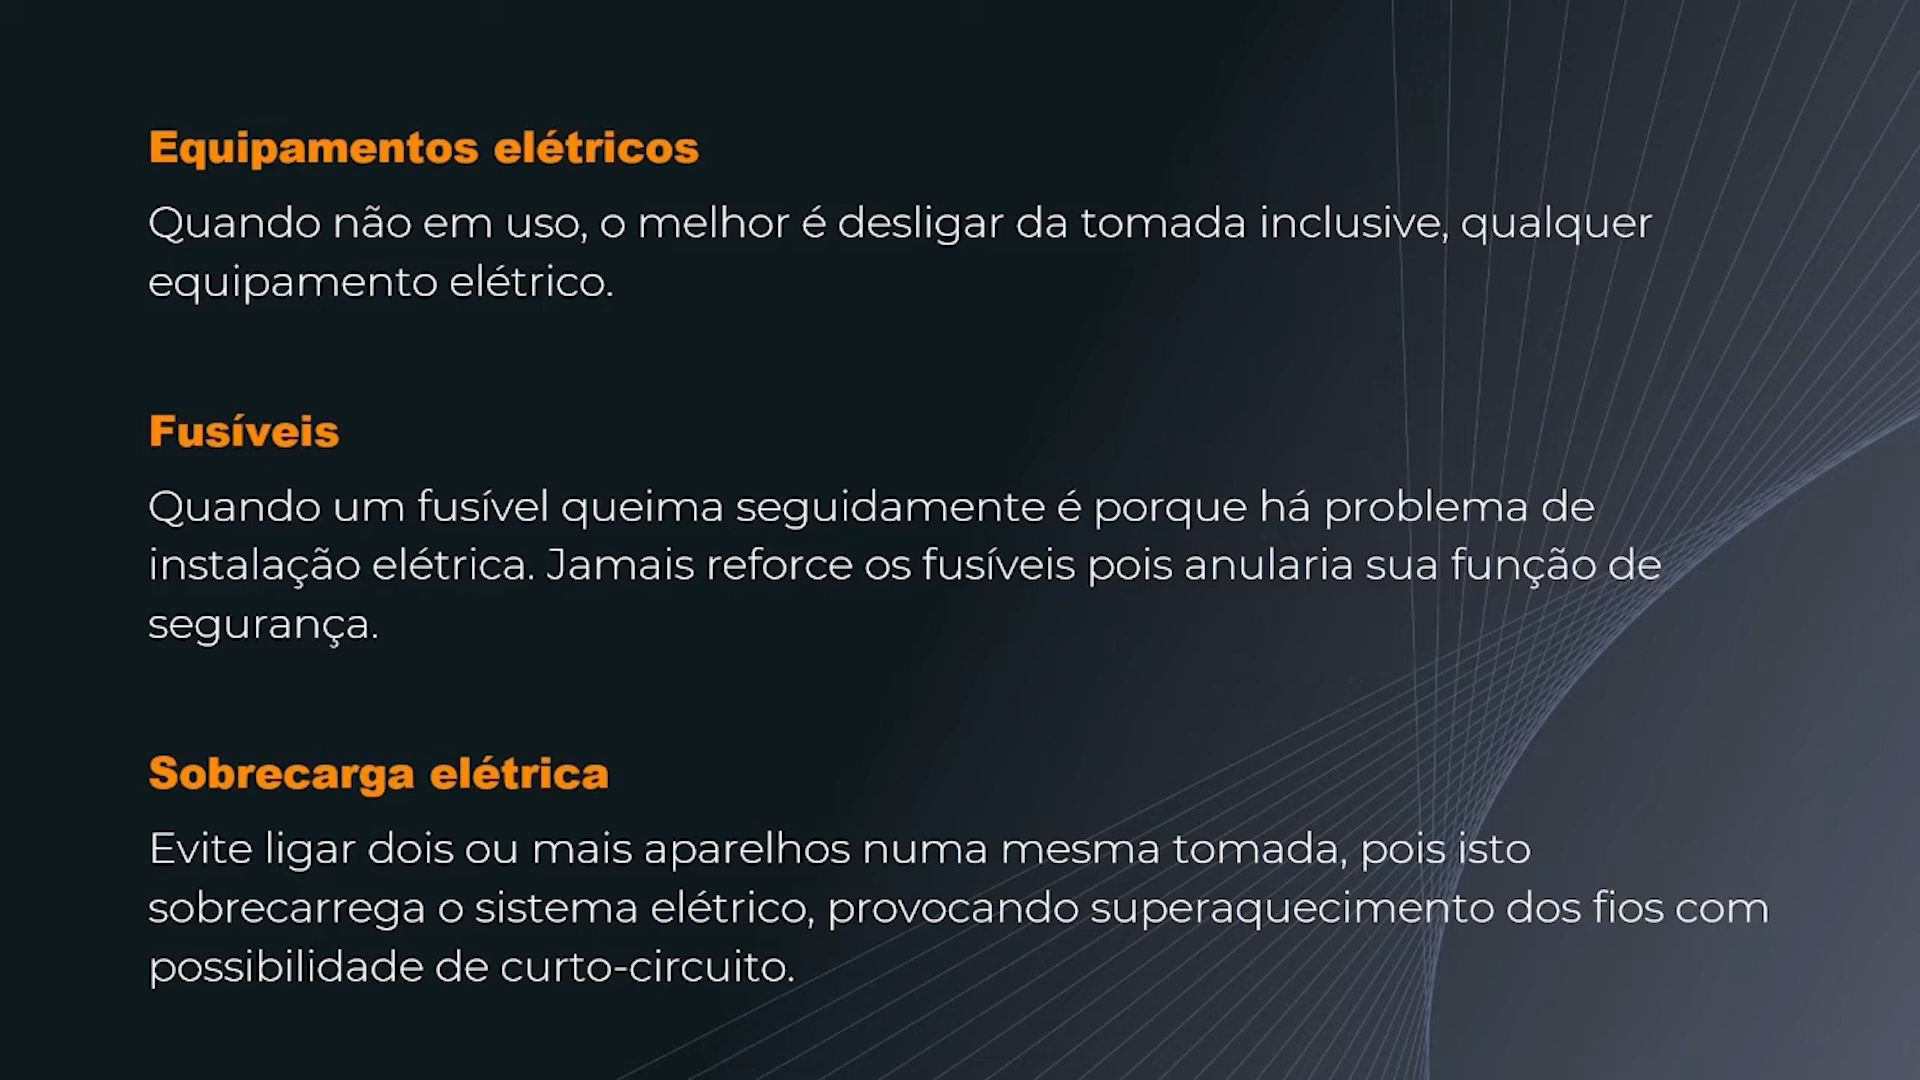 Equipamentos elétricos
Quando não em uso, o melhor é desligar da tomada inclusive, qualquer
equipamento elétrico.
Fusíveis
Quando um fusível queima seguidamente é porque há problema de
instalação elétrica. Jamais reforce os fusíveis pois anularia sua função de
segurança.
Sobrecarga elétrica
Evite ligar dois ou mais aparelhos numa mesma tomada, pois isto
sobrecarrega o sistema elétrico, provocando superaquecimento dos fios com
possibilidade de curto-circuito.